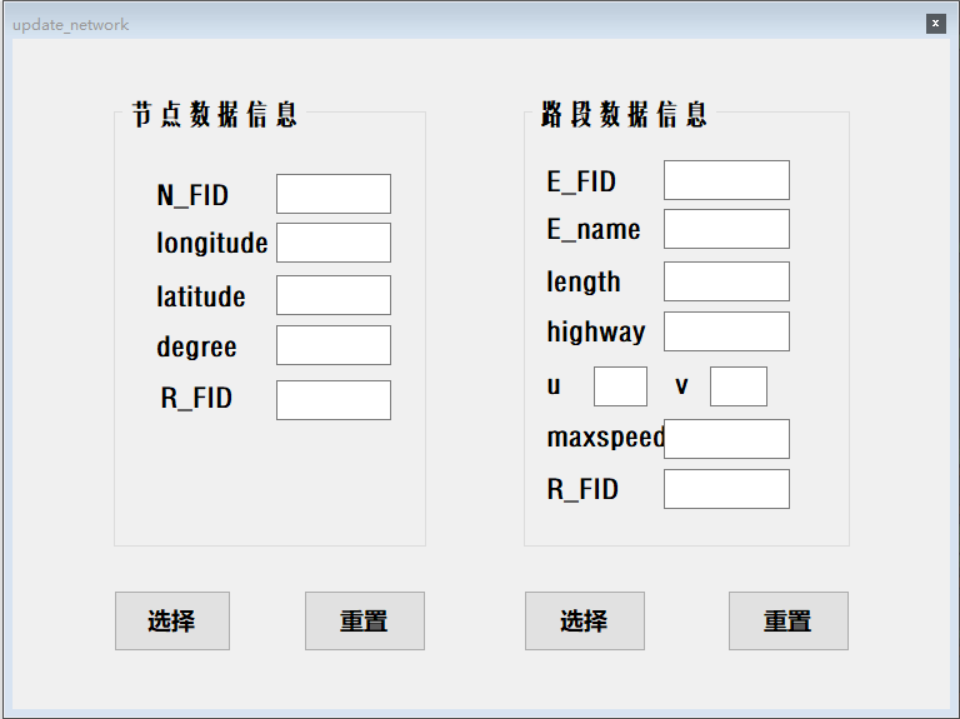 update_network
x
节点数据信息
N_FID
longitude
latitude
degree
R_FID
选择
重置
路段数据信息
E_FID
E_name
length
highway
u v
maxspeed
R_FID
选择
重置